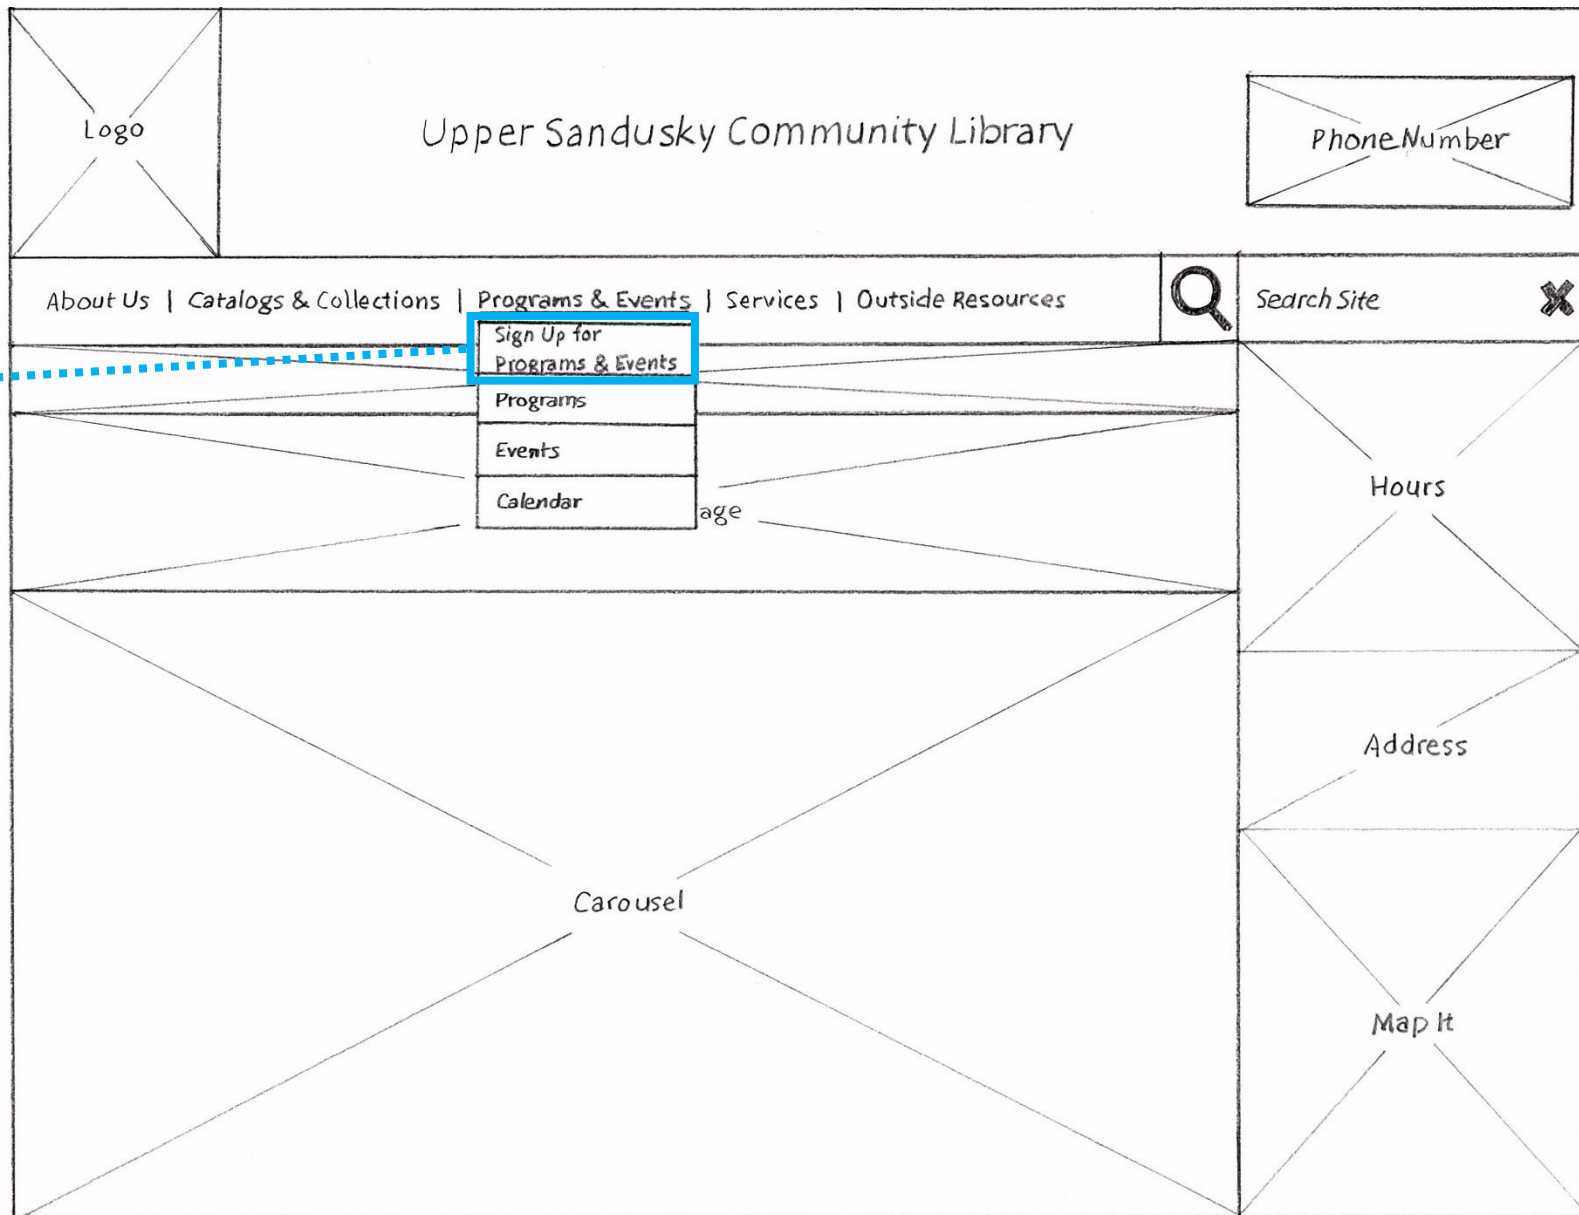 Logo
Upper Sandusky Community Library
Phone Number
About Us | Catalogs & Collections | Programs & Events | Services | Outside Resources
Search Site
Sign Up for
Programs & Events
Programs
Events
Calendar
age
Hours
Address
Carousel
Map It